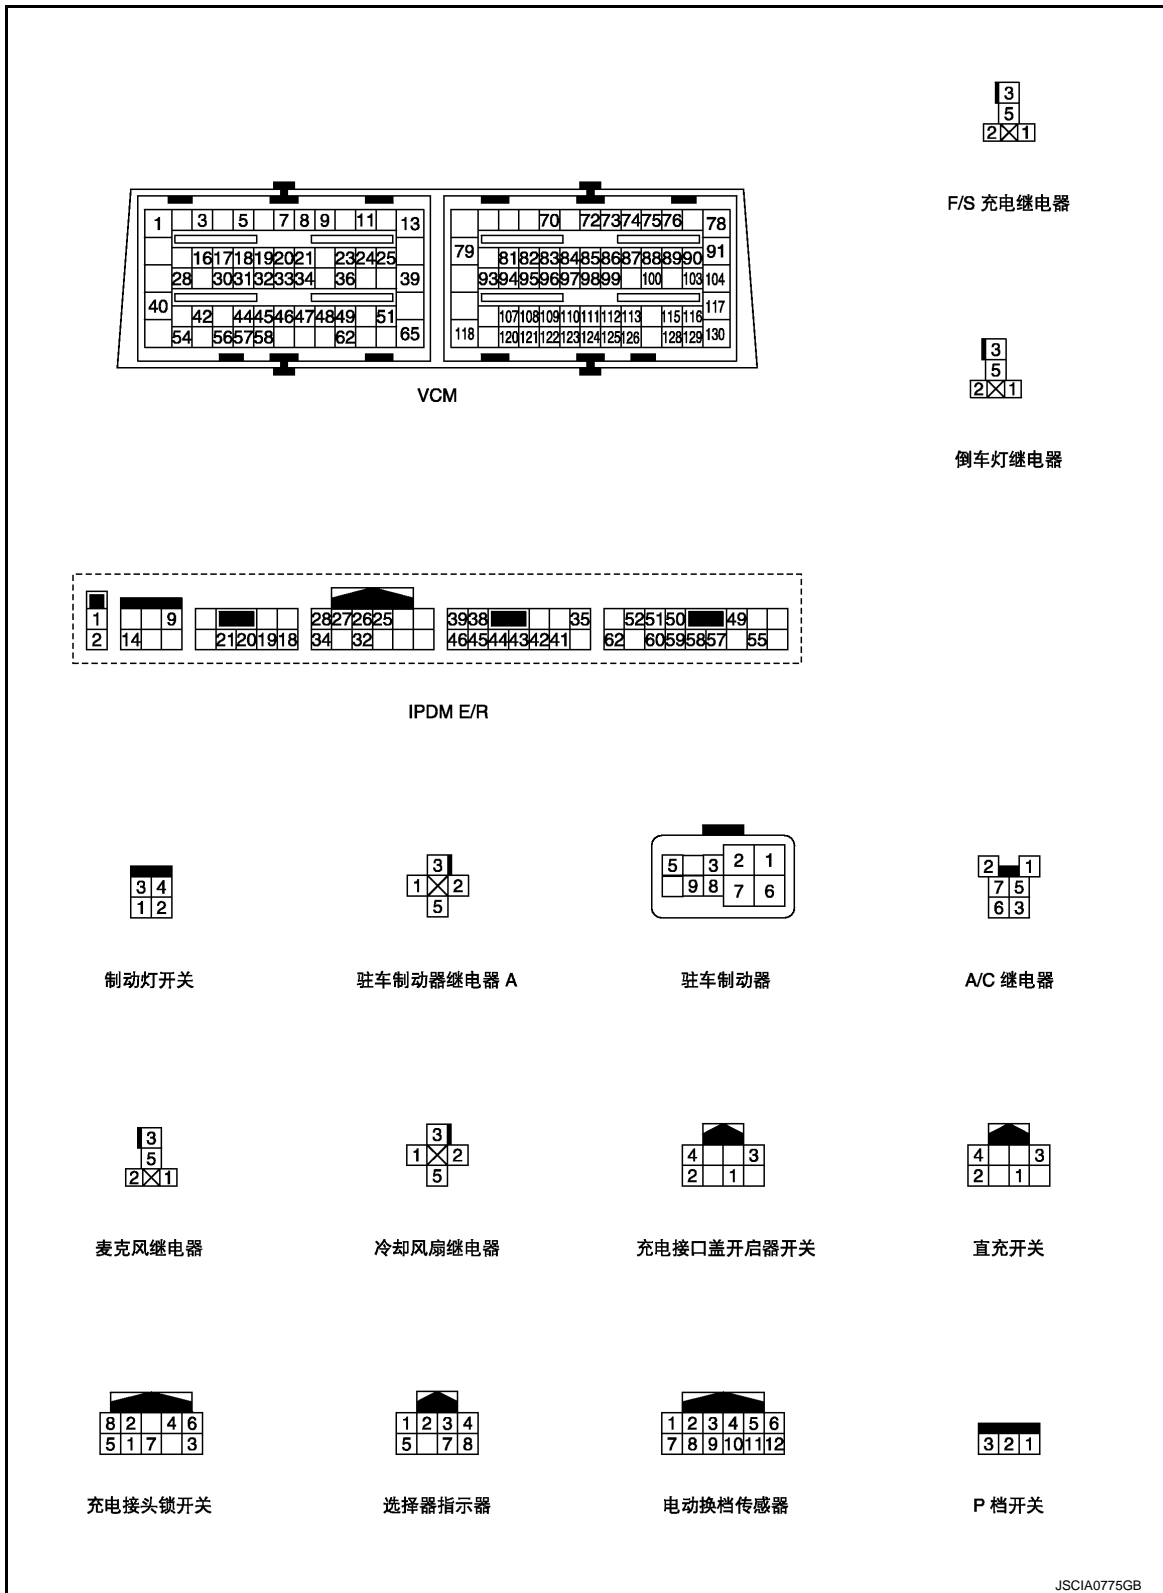 3
5
2 1
F/S 充电继电器
1 3 5 7 8 9 11 13 70 72 73 74 75 76 78
16 17 18 19 20 21 23 24 25 79 81 82 83 84 85 86 87 88 89 90 91
28 30 31 32 33 34 36 39 93 94 95 96 97 98 99 100 103 104
40 42 44 45 46 47 48 49 51 107 108 109 110 111 112 113 115 116 117
54 56 57 58 62 65 118 120 121 122 123 124 125 126 128 129 130
VCM
3
5
2 1
倒车灯继电器
1 9 28 27 26 25 39 38 35 52 51 50 49
2 14 21 20 19 18 34 32 46 45 44 43 42 41 62 60 59 58 57 55
IPDM E/R
3 4
1 2
制动灯开关
3
1 2
5
驻车制动器继电器 A
5 3 2 1
9 8 7 6
驻车制动器
2 1
7 5
6 3
A/C 继电器
3
5
2 1
麦克风继电器
3
1 2
5
冷却风扇继电器
4 3
2 1
充电接口盖开启器开关
4 3
2 1
直充开关
8 2 4 6
5 1 7 3
充电接头锁开关
1 2 3 4
5 7 8
选择器指示器
1 2 3 4 5 6
7 8 9 10 11 12
电动换档传感器
3 2 1
P 档开关
JSCIA0775GB